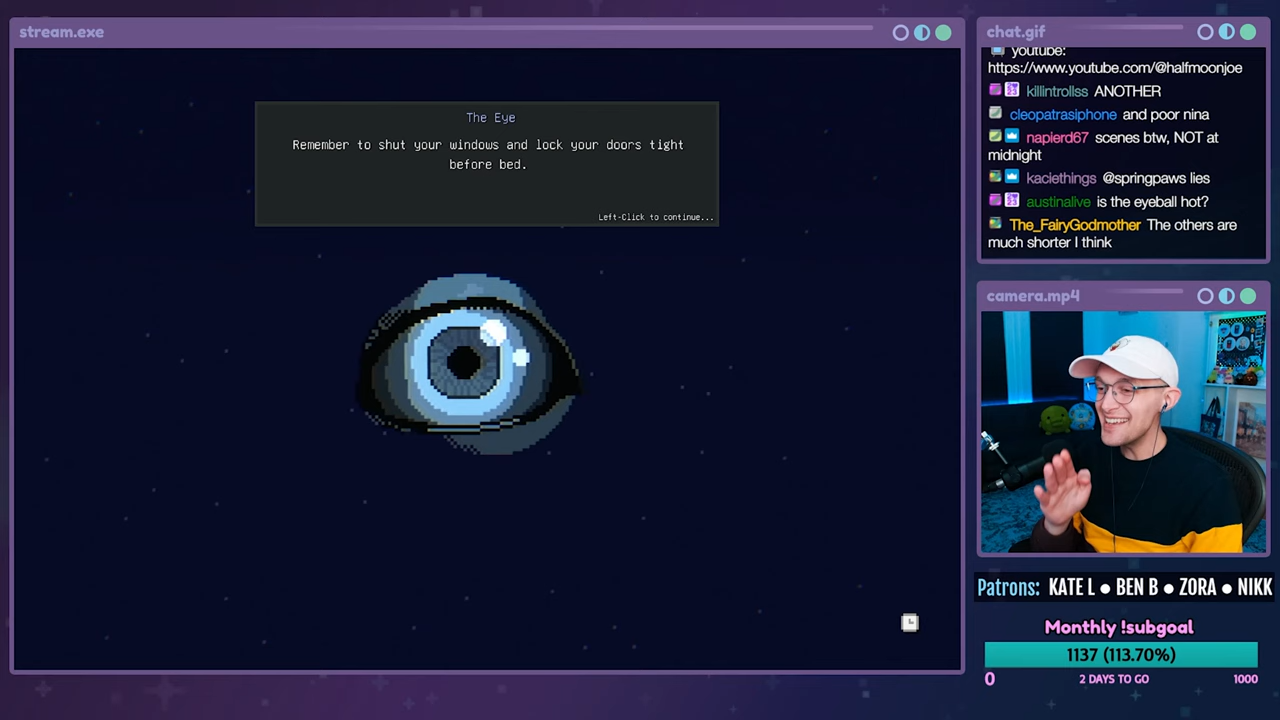 stream.exe
The Eye
Remember to shut your windows and lock your doors tight
before bed.
Left-Click to continue...
chat.gif
youtube:
https://www.youtube.com/@halfmoonjoe
killintrollss ANOTHER
cleopatrasiphone and poor nina
napierd67 scenes btw, NOT at
midnight
kaciethings @springpaws lies
austinalive is the eyeball hot?
The_FairyGodmother The others are
much shorter I think
camera.mp4
Patrons: KATE L ● BEN B ● ZORA ● NIKK
Monthly !subgoal
1137 (113.70%)
0 2 DAYS TO GO 1000